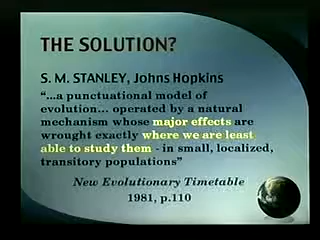 THE SOLUTION?
S. M. STANLEY, Johns Hopkins
"...a punctuational model of
evolution... operated by a natural
mechanism whose major effects are
wrought exactly where we are least
able to study them - in small, localized,
transitory populations"
New Evolutionary Timetable
1981, p.110